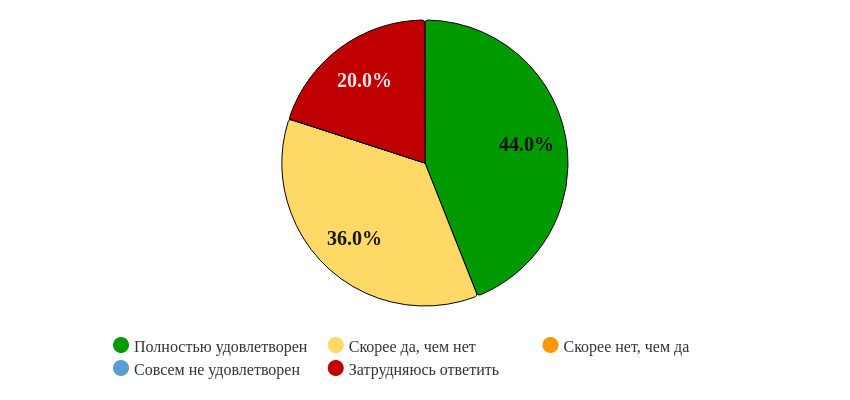 20.0%
44.0%
36.0%
Полностью удовлетворен
Скорее да, чем нет
Скорее нет, чем да
Совсем не удовлетворен
Затрудняюсь ответить